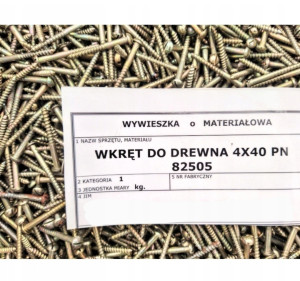 WYWIESZKA o MATERIAŁOWA
1 NAZW SPRZĘTU, MATERIAŁU
WKRĘT DO DREWNA 4X40 PN
82505
2 KATEGORIA 1
5 NR FABRYCZNY
3 JEDNOSTKA MIARY kg.
4 JIM